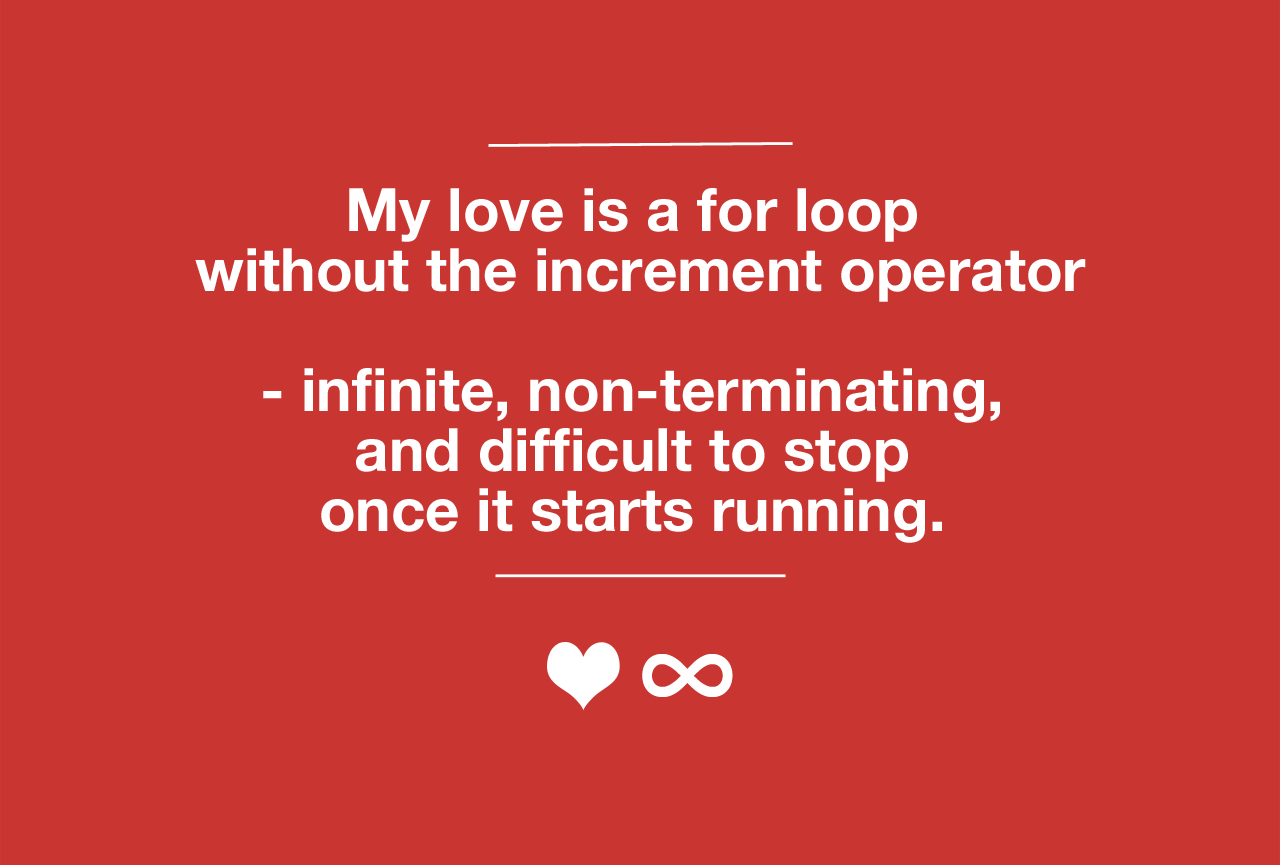 My love is a for loop
without the increment operator
- infinite, non-terminating,
and difficult to stop
once it starts running.